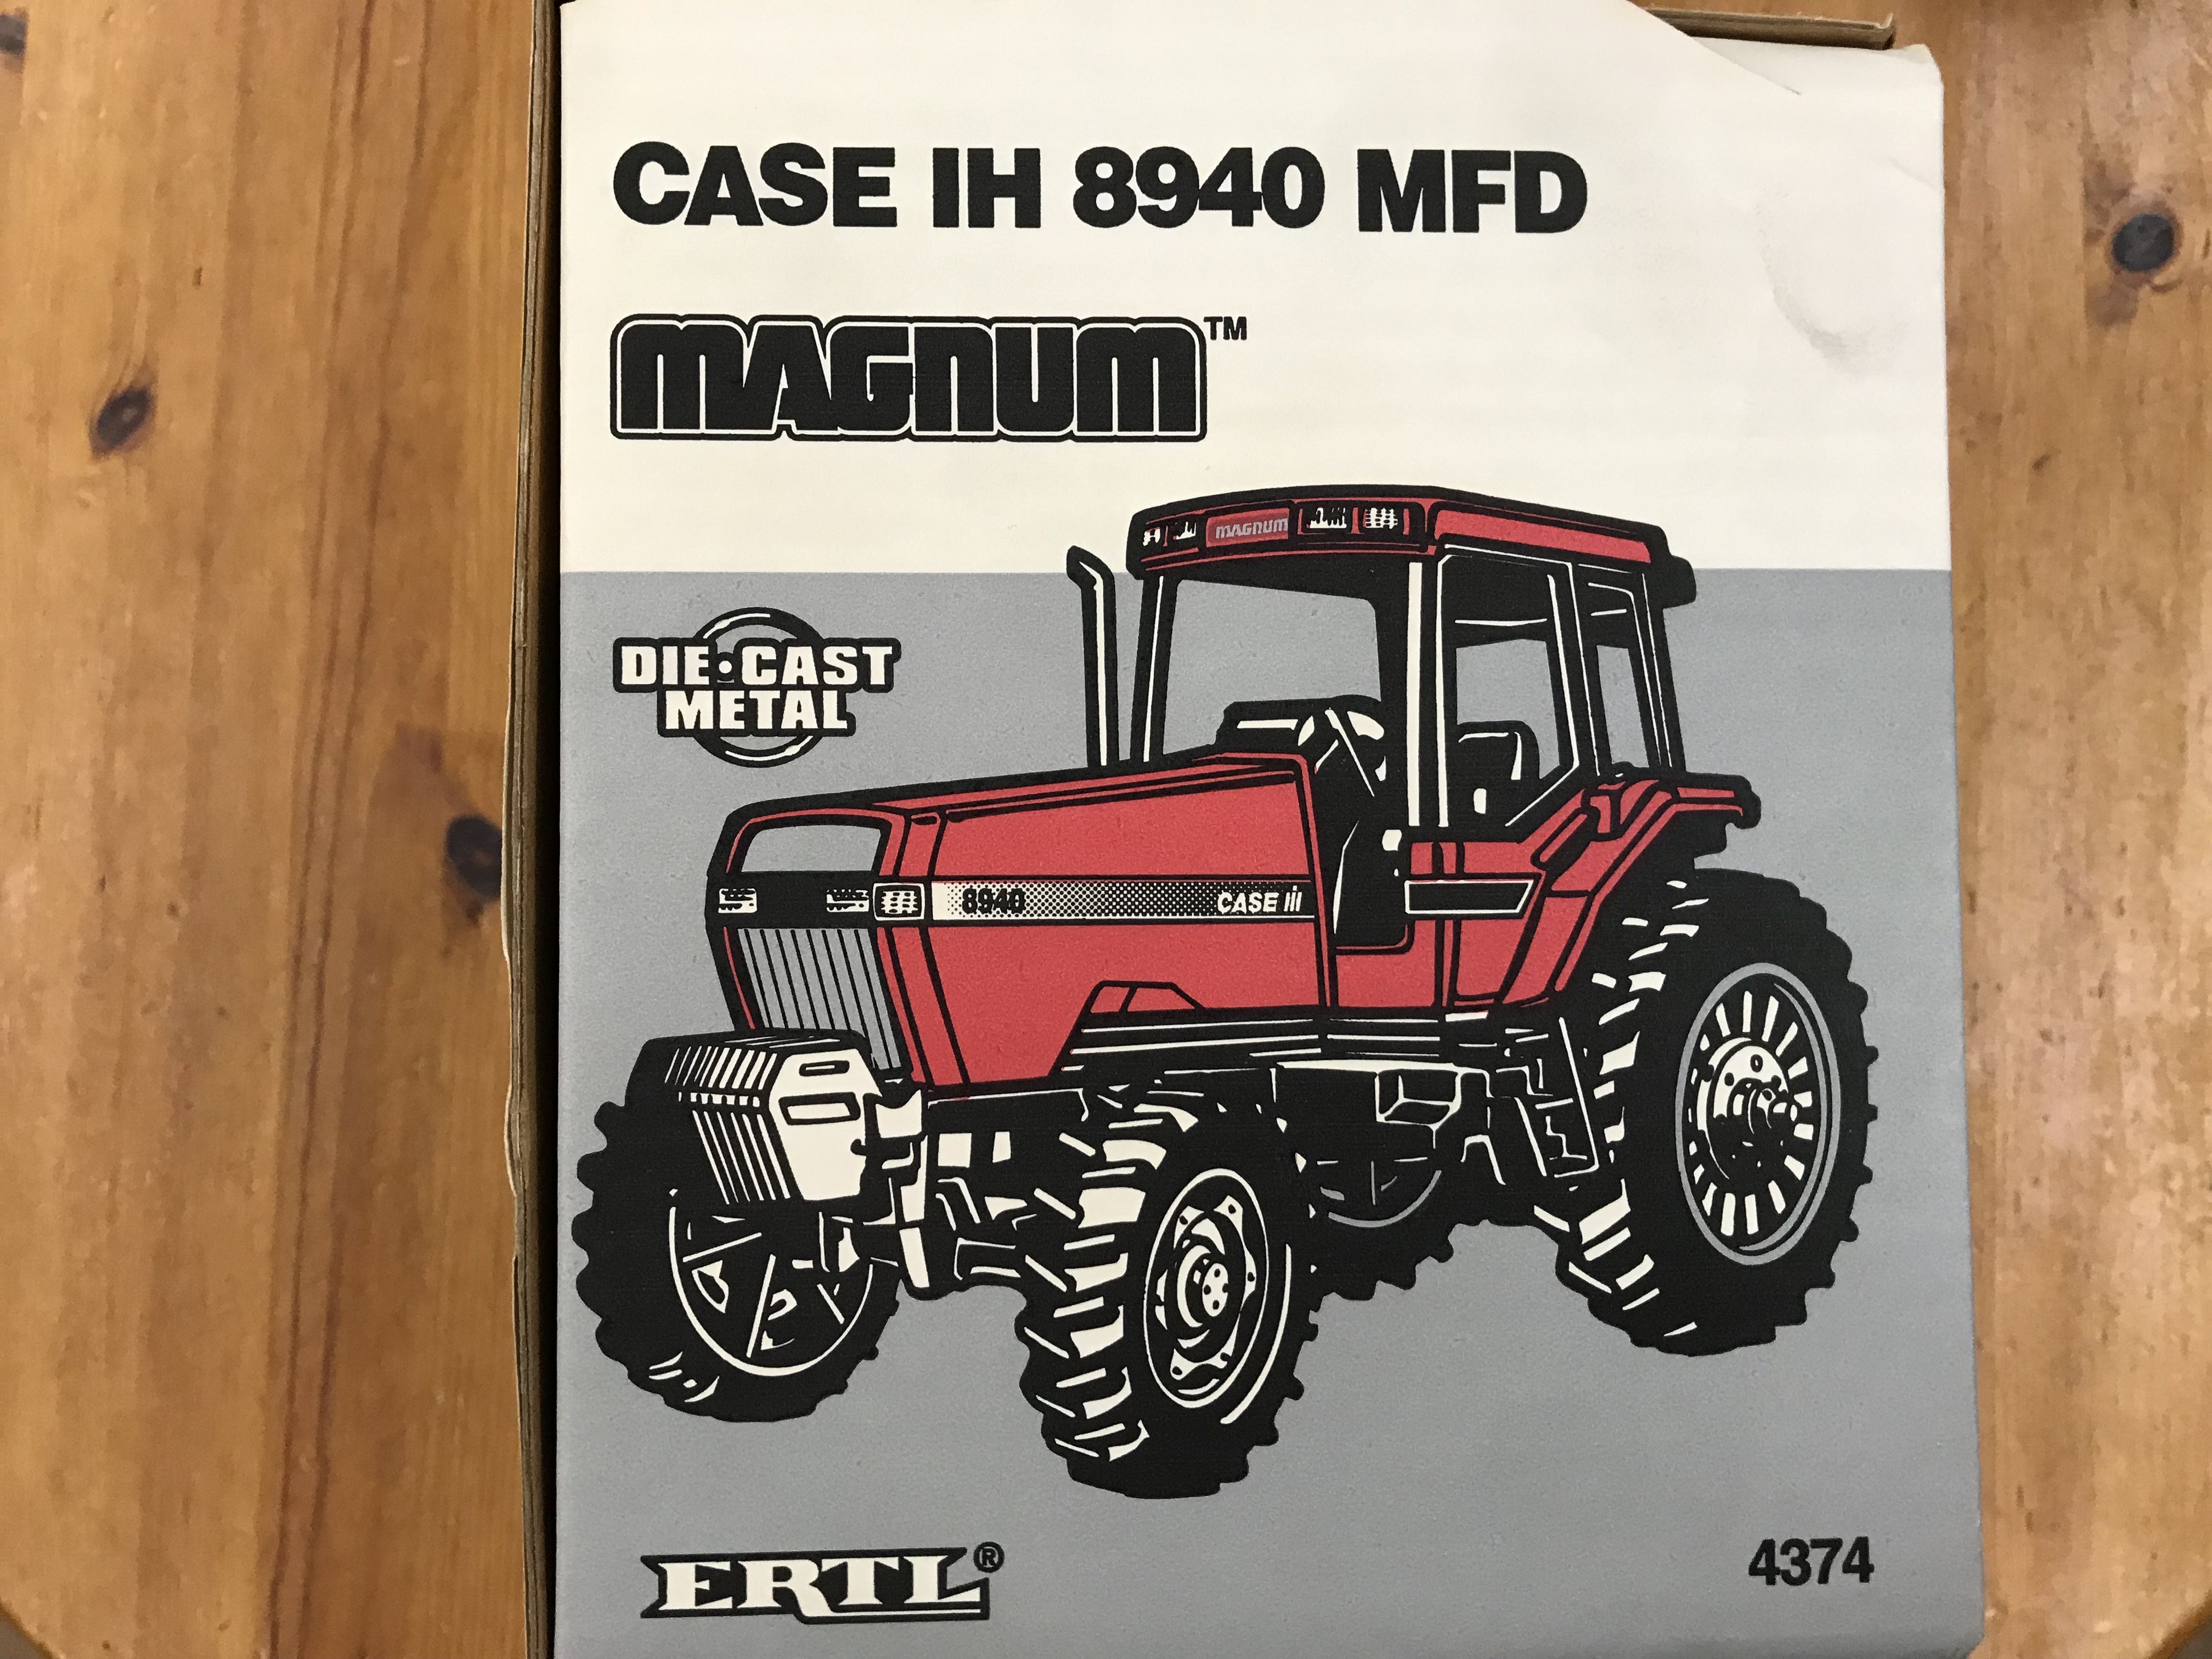 CASE IH 8940 MFD
MAGNUM™
MAGNUM
DIE•CAST
METAL
8940
CASE IH
ERTL®
4374